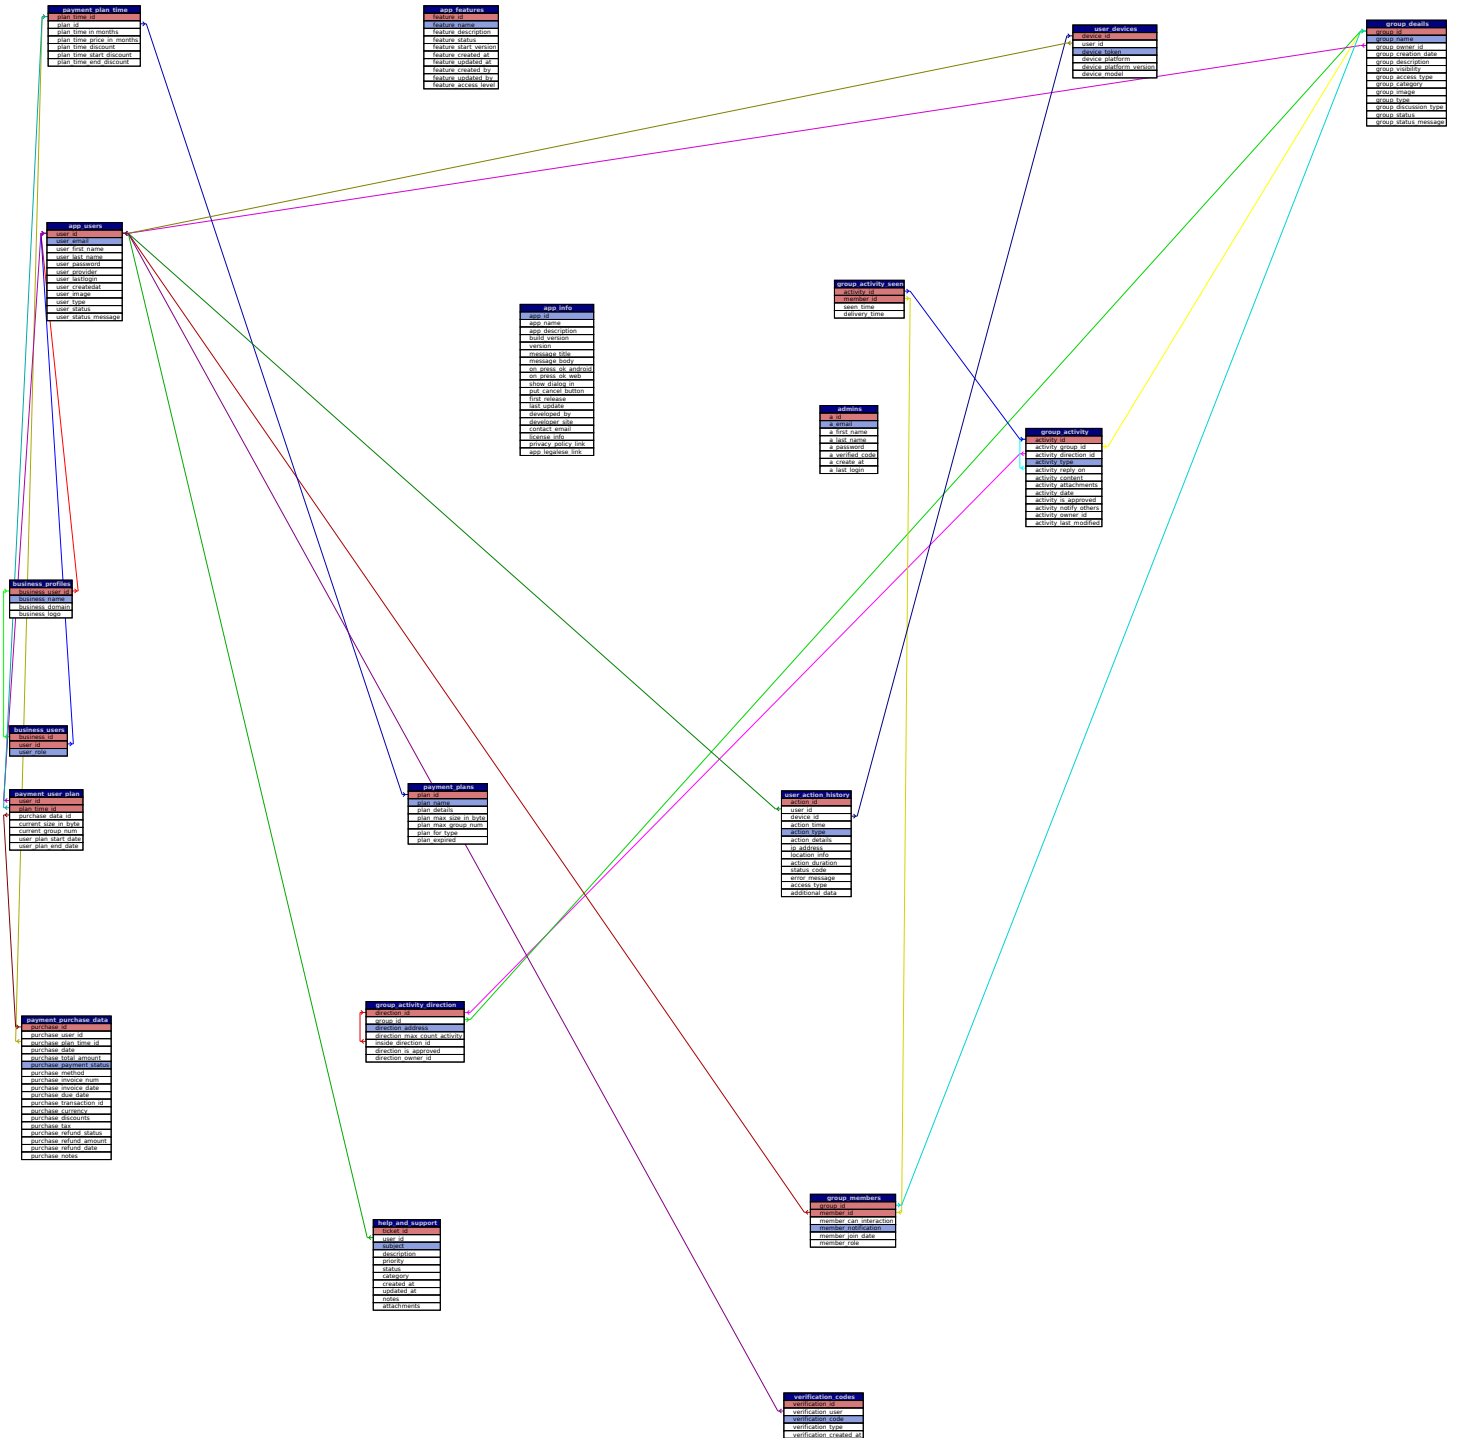 payment_plan_time
plan_time_id
plan_id
plan_time in months
plan_time price_in_months
plan_time_discount
plan_time_start_discount
plan_time_end_discount
app_features
feature_id
feature_name
feature_description
feature_status
feature_start_version
feature_created_at
feature_updated_at
feature_created_by
feature_updated_by
feature_access_level
user_devices
device_id
user_id
device_token
device_platform
device_platform_version
device_model
group_deails
group_id
group_name
group_owner_id
group_creation_date
group_description
group_visibility
group_access_type
group_category
group_image
group_type
group_discussion_type
group_status
group_status_message
app_users
user_id
user_email
user_first_name
user_last_name
user_password
user_provider
user_lastlogin
user_createdat
user_image
user_type
user_status
user_status_message
group_activity_seen
activity_id
member_id
seen_time
delivery_time
app_info
app_id
app_name
app_description
build_version
version
message_title
message_body
on_press_ok_android
on_press_ok_web
show_dialog_in
put_cancel_button
first_release
last_update
developed_by
developer_site
contact_email
license_info
privacy_policy_link
app_legalese_link
admins
a_id
a_email
a_first_name
a_last_name
a_password
a_verified_code
a_create_at
a_last_login
group_activity
activity_id
activity_group_id
activity_direction_id
activity_type
activity_reply_on
activity_content
activity_attachments
activity_date
activity_is_approved
activity_notify_others
activity_owner_id
activity_last_modified
business_profiles
business_user_id
business_name
business_domain
business_logo
business_users
business_id
user_id
user_role
payment_user_plan
user_id
plan_time_id
purchase_data_id
current_size_in_byte
current_group_num
user_plan_start_date
user_plan_end_date
payment_plans
plan_id
plan_name
plan_details
plan_max_size_in_byte
plan_max_group_num
plan_for_type
plan_expired
user_action_history
action_id
user_id
device_id
action_time
action_type
action_details
ip_address
location_info
action_duration
status_code
error_message
access_type
additional_data
group_activity_direction
direction_id
group_id
direction_address
direction_max_count_activity
inside_direction_id
direction_is_approved
direction_owner_id
payment_purchase_data
purchase_id
purchase_user_id
purchase_plan_time_id
purchase_date
purchase_total_amount
purchase_payment_status
purchase_method
purchase_invoice_num
purchase_invoice_date
purchase_due_date
purchase_transaction_id
purchase_currency
purchase_discounts
purchase_tax
purchase_refund_status
purchase_refund_amount
purchase_refund_date
purchase_notes
group_members
group_id
member_id
member_can_interaction
member_notification
member_join_date
member_role
help_and_support
ticket_id
user_id
subject
description
priority
status
category
created_at
updated_at
notes
attachments
verification_codes
verification_id
verification_user
verification_code
verification_type
verification_created_at